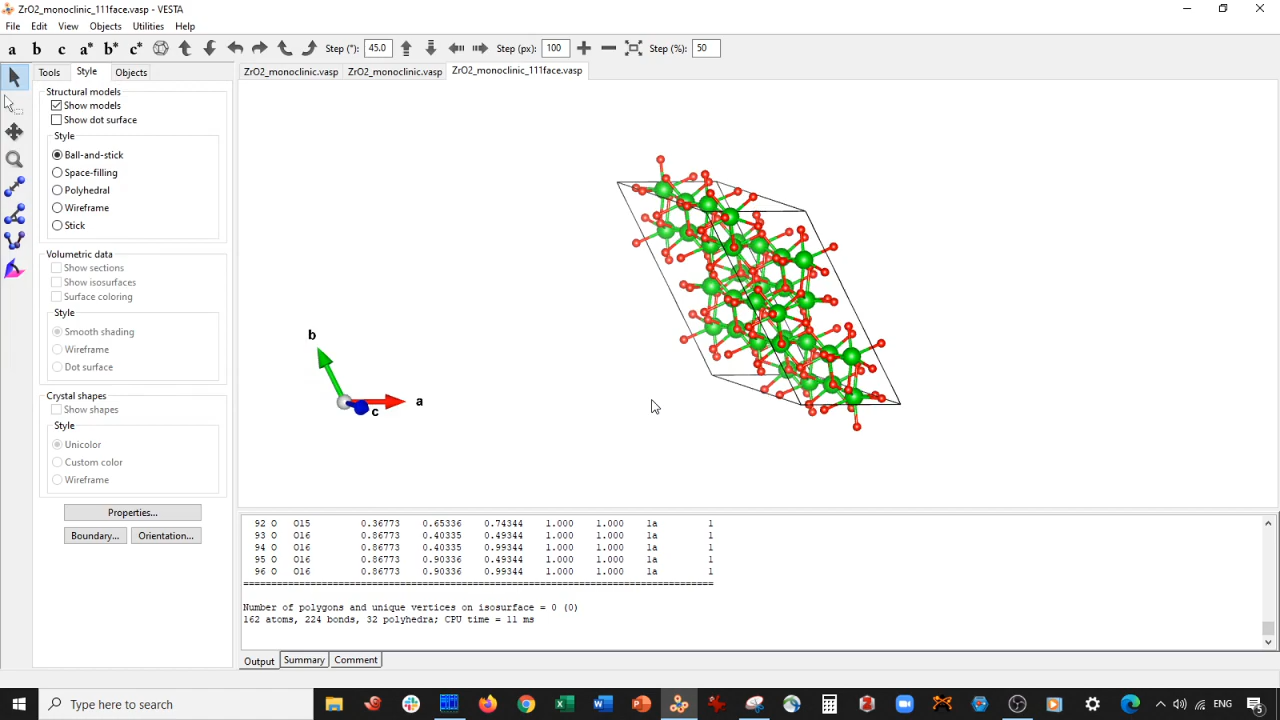 ZrO2_monoclinic_111face.vasp - VESTA
File Edit View Objects Utilities Help
a b c a* b* c* Step (°): 45.0 Step (px): 100 Step (%): 50
Tools Style Objects
ZrO2_monoclinic.vasp ZrO2_monoclinic.vasp ZrO2_monoclinic_111face.vasp
Structural models
Show models
Show dot surface
Style
Ball-and-stick
Space-filling
Polyhedral
Wireframe
Stick
Volumetric data
Show sections
Show isosurfaces
Surface coloring
Style
Smooth shading
Wireframe
Dot surface
Crystal shapes
Show shapes
Style
Unicolor
Custom color
Wireframe
Properties...
Boundary... Orientation...
b
a
c
92 O O15 0.36773 0.65336 0.74344 1.000 1.000 1a 1
93 O O16 0.86773 0.40335 0.49344 1.000 1.000 1a 1
94 O O16 0.86773 0.40335 0.99344 1.000 1.000 1a 1
95 O O16 0.86773 0.90336 0.49344 1.000 1.000 1a 1
96 O O16 0.86773 0.90336 0.99344 1.000 1.000 1a 1
================================================================================
Number of polygons and unique vertices on isosurface = 0 (0)
162 atoms, 224 bonds, 32 polyhedra; CPU time = 11 ms
Output Summary Comment
Type here to search
ENG
3